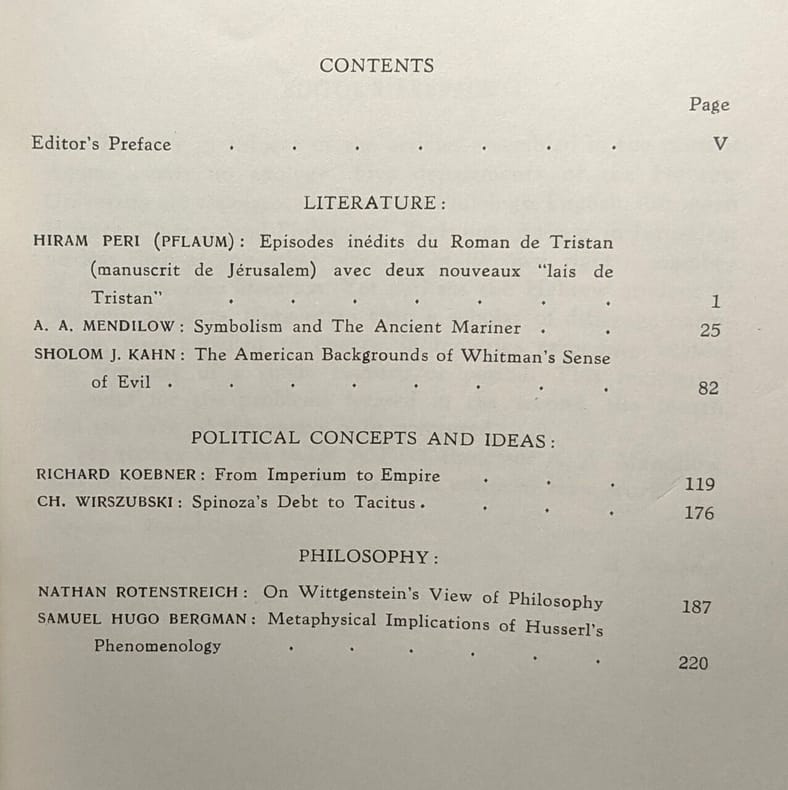 CONTENTS
Page
Editor's Preface . . . . . . . V
LITERATURE :
HIRAM PERI (PFLAUM) : Episodes inédits du Roman de Tristan
(manuscrit de Jérusalem) avec deux nouveaux "lais de
Tristan" . . . . . . . 1
A. A. MENDILOW : Symbolism and The Ancient Mariner . . 25
SHOLOM J. KAHN : The American Backgrounds of Whitman's Sense
of Evil . . . . . . . . 82
POLITICAL CONCEPTS AND IDEAS :
RICHARD KOEBNER : From Imperium to Empire . . . 119
CH. WIRSZUBSKI : Spinoza's Debt to Tacitus . . . . 176
PHILOSOPHY :
NATHAN ROTENSTREICH : On Wittgenstein's View of Philosophy 187
SAMUEL HUGO BERGMAN : Metaphysical Implications of Husserl's
Phenomenology . . . . . . 220